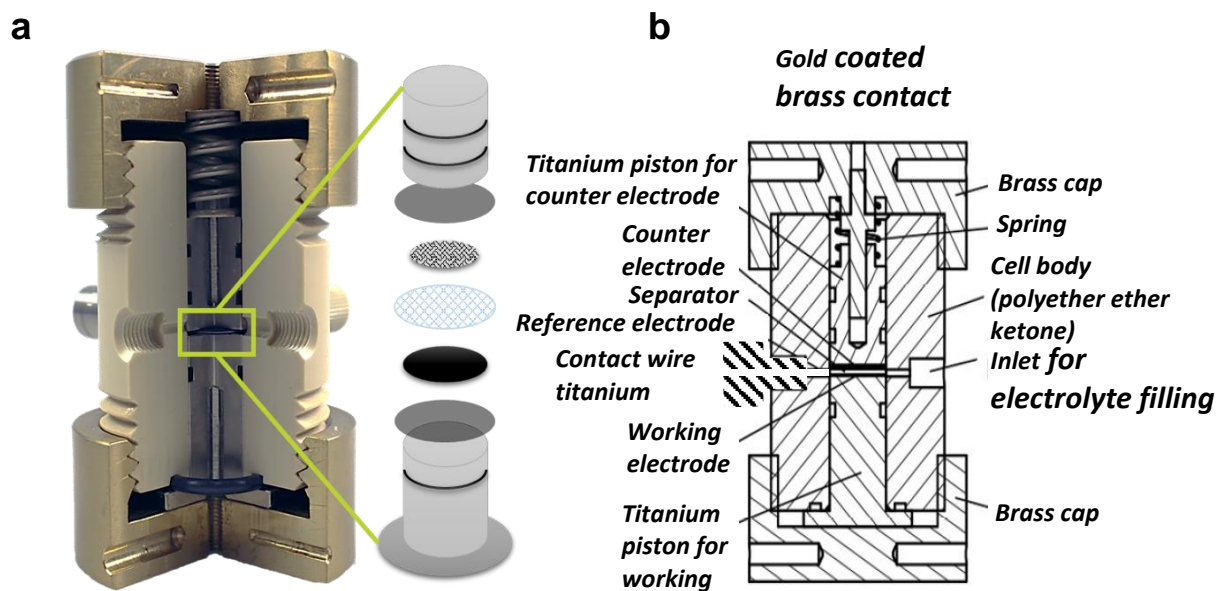 a
b
Gold coated
brass contact
Titanium piston for
counter electrode
Counter
electrode
Separator
Reference electrode
Contact wire
titanium
Working
electrode
Titanium
piston for
working
Brass cap
Spring
Cell body
(polyether ether
ketone)
Inlet for
electrolyte filling
Brass cap